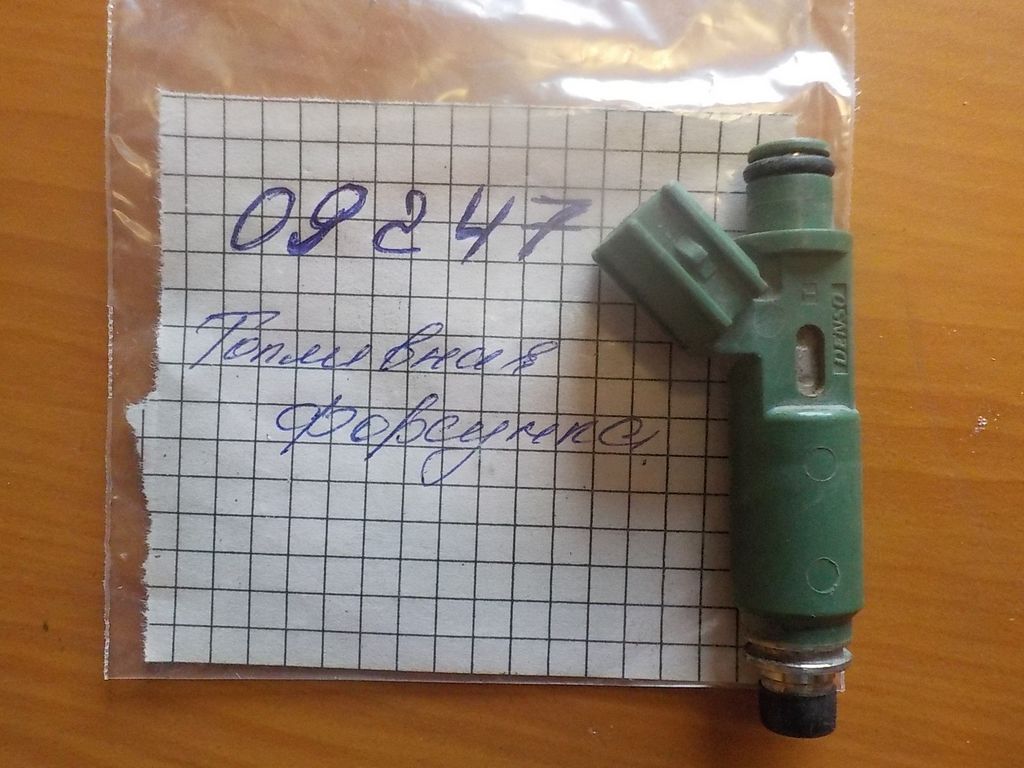 09247
Топливная
форсунка
DENSO